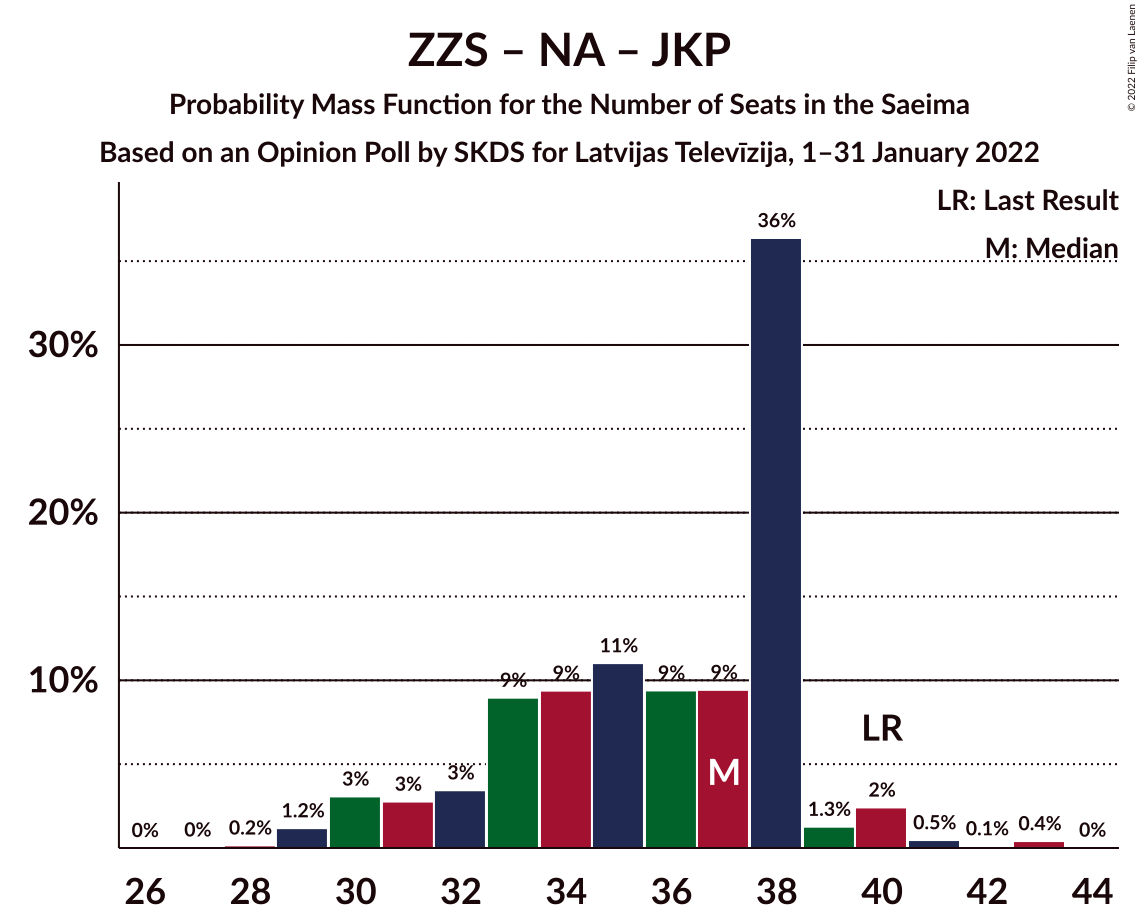 ZZS – NA – JKP
Probability Mass Function for the Number of Seats in the Saeima
Based on an Opinion Poll by SKDS for Latvijas Televīzija, 1–31 January 2022
© 2022 Filip van Laenen
LR: Last Result
M: Median
30%
20%
10%
0%
0%
0.2%
1.2%
3%
3%
3%
9%
9%
11%
9%
9%
36%
1.3%
2%
0.5%
0.1%
0.4%
0%
LR
M
26 28 30 32 34 36 38 40 42 44